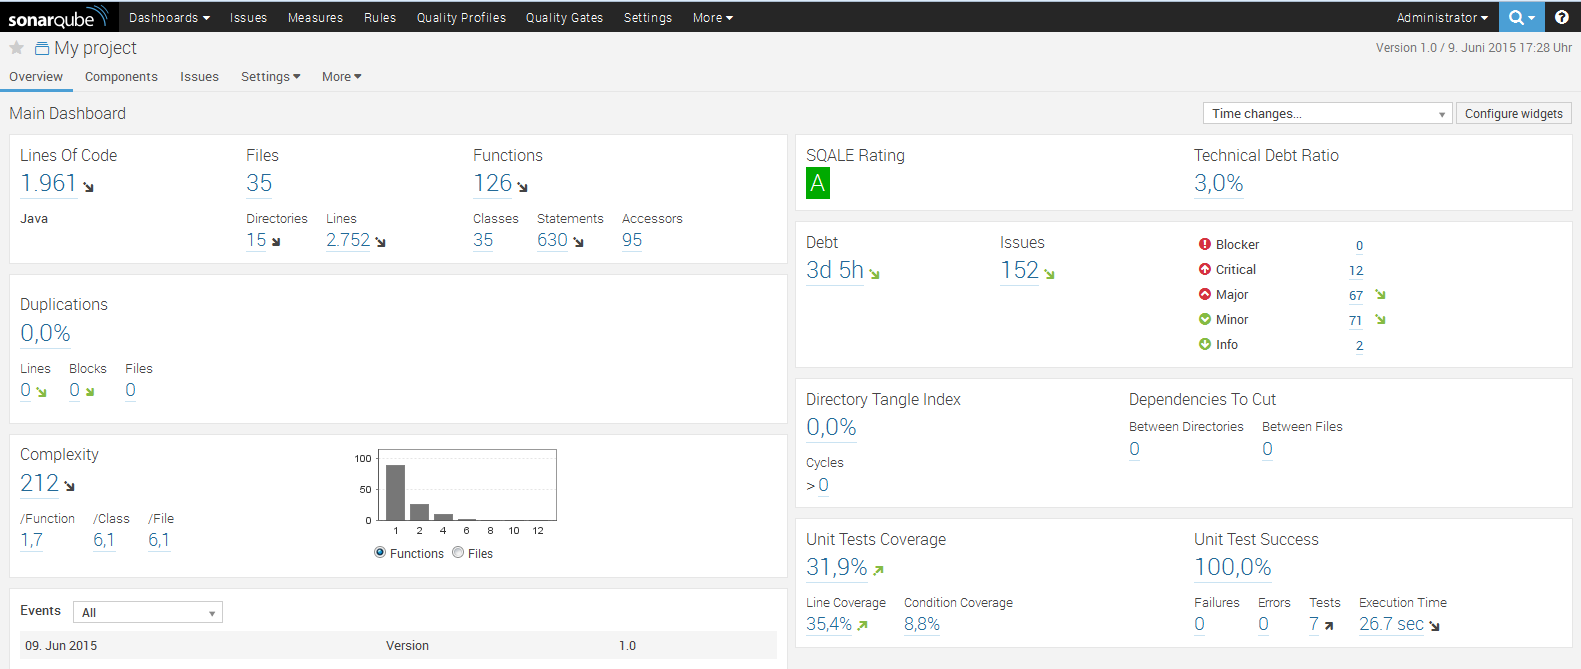 sonarqube Dashboards Issues Measures Rules Quality Profiles Quality Gates Settings More Administrator ?
My project Version 1.0 / 9. Juni 2015 17:28 Uhr
Overview Components Issues Settings More
Main Dashboard Time changes... Configure widgets
Lines Of Code Files Functions
1.961 35 126
Java Directories Lines Classes Statements Accessors
15 2.752 35 630 95
Duplications
0,0%
Lines Blocks Files
0 0 0
Complexity
212
/Function /Class /File
1,7 6,1 6,1
100
50
0
1 2 4 6 8 10 12
Functions Files
Events All
09. Jun 2015 Version 1.0
SQALE Rating Technical Debt Ratio
A 3,0%
Debt Issues
3d 5h 152
Blocker 0
Critical 12
Major 67
Minor 71
Info 2
Directory Tangle Index Dependencies To Cut
0,0% Between Directories Between Files
0 0
Cycles
> 0
Unit Tests Coverage Unit Test Success
31,9% 100,0%
Line Coverage Condition Coverage Failures Errors Tests Execution Time
35,4% 8,8% 0 0 7 26.7 sec